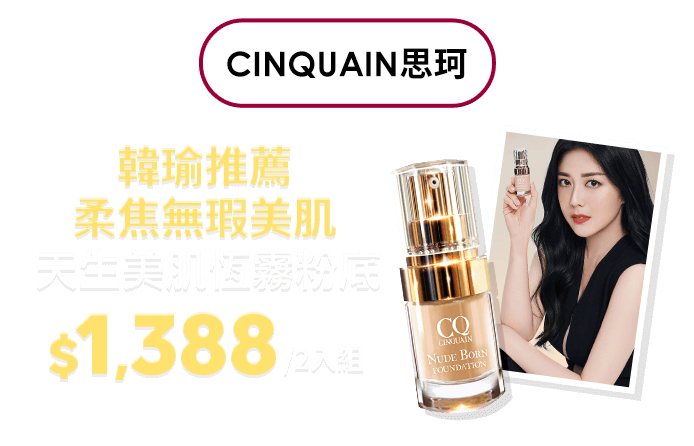 CINQUAIN思珂
韓瑜推薦
柔焦無瑕美肌
天生美肌恆霧粉底
$1,388/2入組
CQ
CINQUAIN
NUDE BORN
FOUNDATION